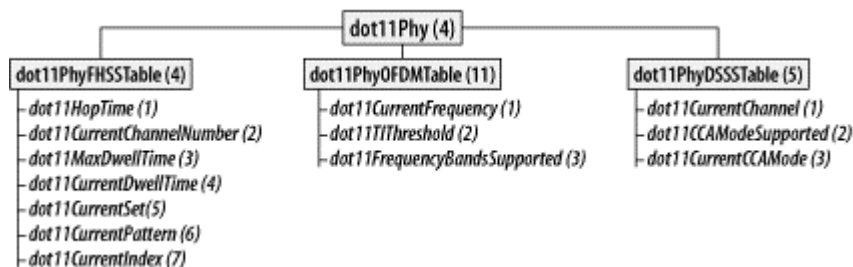 dot11Phy (4)
dot11PhyFHSSTable (4)
dot11HopTime (1)
dot11CurrentChannelNumber (2)
dot11MaxDwellTime (3)
dot11CurrentDwellTime (4)
dot11CurrentSet(5)
dot11CurrentPattern (6)
dot11CurrentIndex (7)
dot11PhyOFDMTable (11)
dot11CurrentFrequency (1)
dot11TIThreshold (2)
dot11FrequencyBandsSupported (3)
dot11PhyDSSSTable (5)
dot11CurrentChannel (1)
dot11CCAModeSupported (2)
dot11CurrentCCAMode (3)